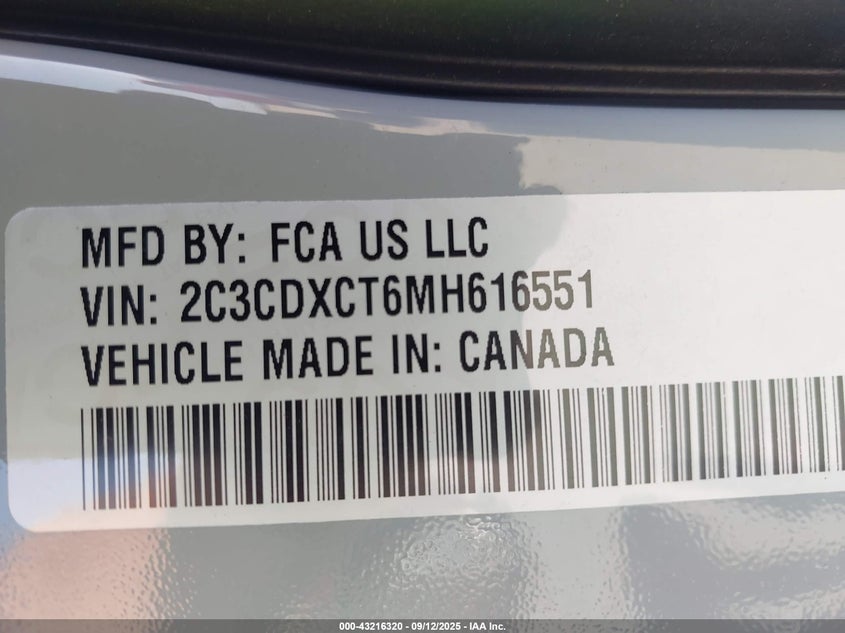 MFD BY: FCA US LLC
VIN: 2C3CDXCT6MH616551
VEHICLE MADE IN: CANADA
000-43216320 - 09/12/2025 - IAA Inc.